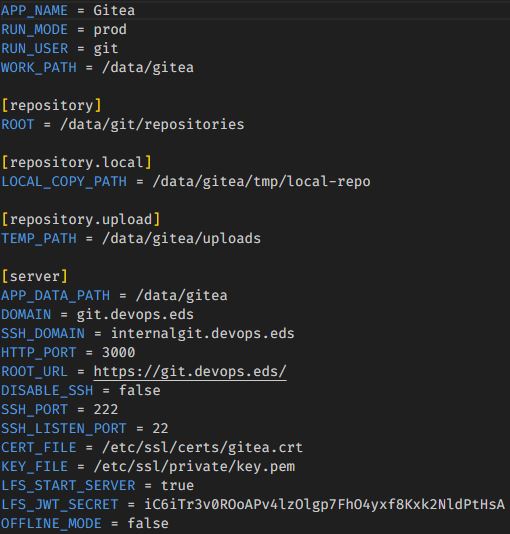 APP_NAME = Gitea
RUN_MODE = prod
RUN_USER = git
WORK_PATH = /data/gitea
[repository]
ROOT = /data/git/repositories
[repository.local]
LOCAL_COPY_PATH = /data/gitea/tmp/local-repo
[repository.upload]
TEMP_PATH = /data/gitea/uploads
[server]
APP_DATA_PATH = /data/gitea
DOMAIN = git.devops.eds
SSH_DOMAIN = internalgit.devops.eds
HTTP_PORT = 3000
ROOT_URL = https://git.devops.eds/
DISABLE_SSH = false
SSH_PORT = 222
SSH_LISTEN_PORT = 22
CERT_FILE = /etc/ssl/certs/gitea.crt
KEY_FILE = /etc/ssl/private/key.pem
LFS_START_SERVER = true
LFS_JWT_SECRET = iC6iTr3v0ROoAPv4lzOlgp7FhO4yxf8Kxk2NldPtHsA
OFFLINE_MODE = false